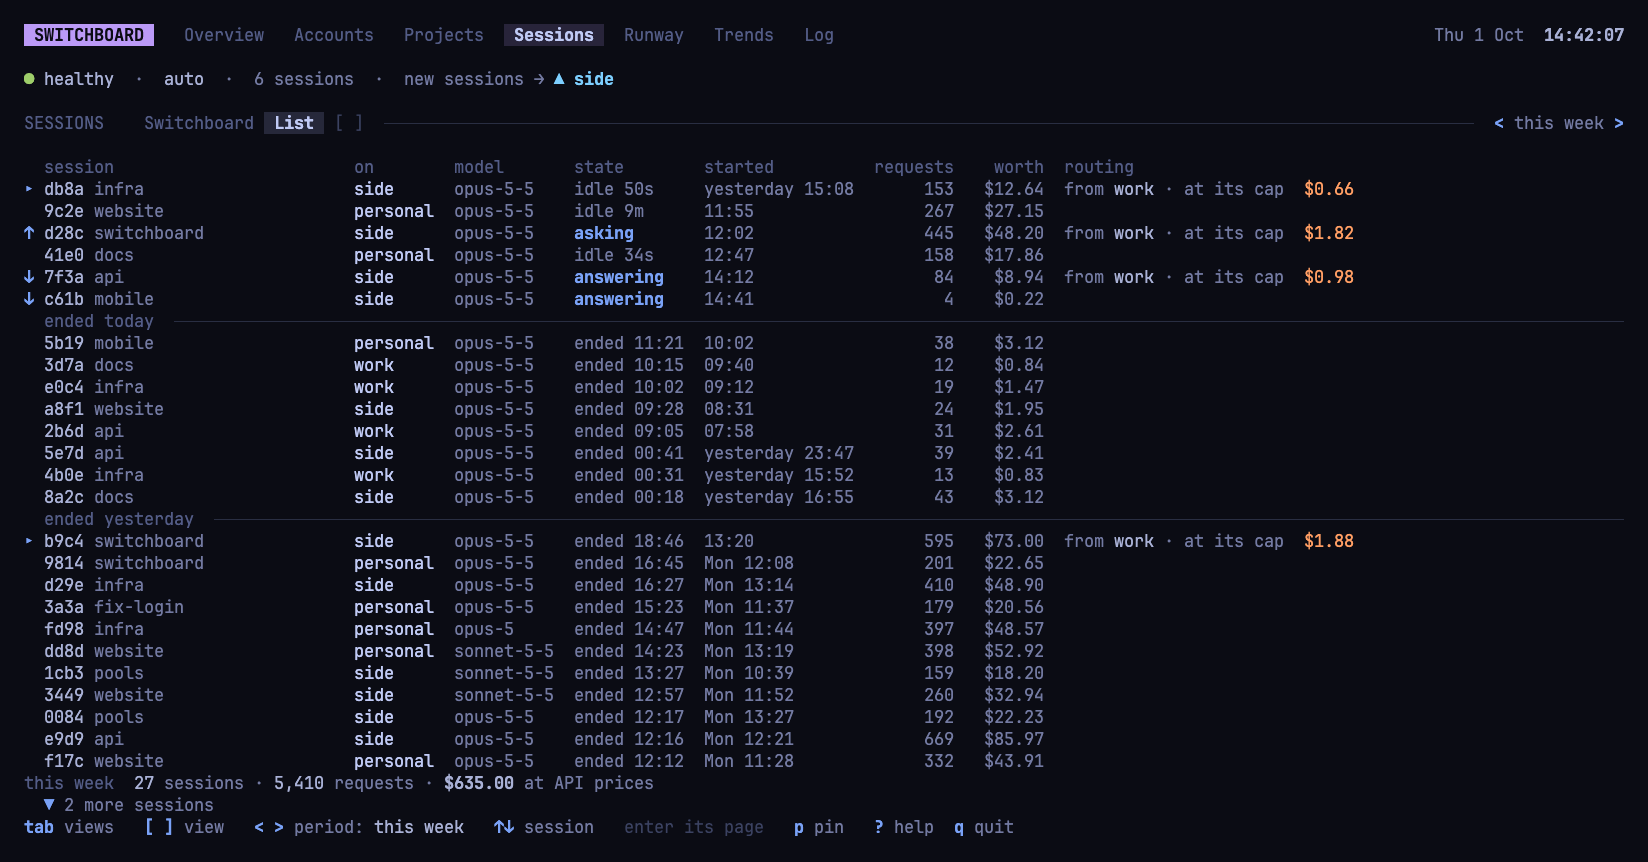 SWITCHBOARD Overview Accounts Projects Sessions Runway Trends Log Thu 1 Oct 14:42:07
● healthy · auto · 6 sessions · new sessions → ▲ side
SESSIONS Switchboard List [ ] < this week >
session on model state started requests worth routing
▸ db8a infra side opus-5-5 idle 50s yesterday 15:08 153 $12.64 from work · at its cap $0.66
9c2e website personal opus-5-5 idle 9m 11:55 267 $27.15
↑ d28c switchboard side opus-5-5 asking 12:02 445 $48.20 from work · at its cap $1.82
41e0 docs personal opus-5-5 idle 34s 12:47 158 $17.86
↓ 7f3a api side opus-5-5 answering 14:12 84 $8.94 from work · at its cap $0.98
↓ c61b mobile side opus-5-5 answering 14:41 4 $0.22
ended today
5b19 mobile personal opus-5-5 ended 11:21 10:02 38 $3.12
3d7a docs work opus-5-5 ended 10:15 09:40 12 $0.84
e0c4 infra work opus-5-5 ended 10:02 09:12 19 $1.47
a8f1 website side opus-5-5 ended 09:28 08:31 24 $1.95
2b6d api work opus-5-5 ended 09:05 07:58 31 $2.61
5e7d api side opus-5-5 ended 00:41 yesterday 23:47 39 $2.41
4b0e infra work opus-5-5 ended 00:31 yesterday 15:52 13 $0.83
8a2c docs side opus-5-5 ended 00:18 yesterday 16:55 43 $3.12
ended yesterday
▸ b9c4 switchboard side opus-5-5 ended 18:46 13:20 595 $73.00 from work · at its cap $1.88
9814 switchboard personal opus-5-5 ended 16:45 Mon 12:08 201 $22.65
d29e infra side opus-5-5 ended 16:27 Mon 13:14 410 $48.90
3a3a fix-login personal opus-5-5 ended 15:23 Mon 11:37 179 $20.56
fd98 infra personal opus-5 ended 14:47 Mon 11:44 397 $48.57
dd8d website personal sonnet-5-5 ended 14:23 Mon 13:19 398 $52.92
1cb3 pools side sonnet-5-5 ended 13:27 Mon 10:39 159 $18.20
3449 website side sonnet-5-5 ended 12:57 Mon 11:52 260 $32.94
0084 pools side opus-5-5 ended 12:17 Mon 13:27 192 $22.23
e9d9 api side opus-5-5 ended 12:16 Mon 12:21 669 $85.97
f17c website personal opus-5-5 ended 12:12 Mon 11:28 332 $43.91
this week 27 sessions · 5,410 requests · $635.00 at API prices
▼ 2 more sessions
tab views [ ] view < > period: this week ↑↓ session enter its page p pin ? help q quit